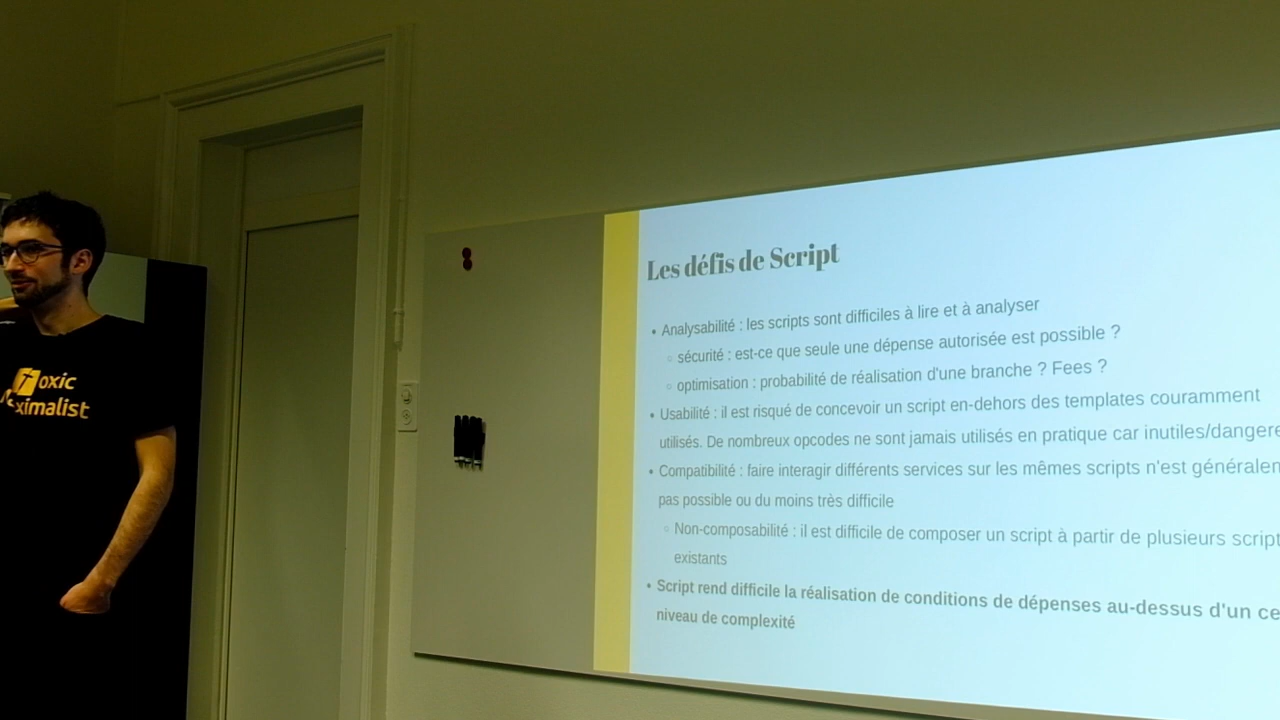 oxic
ximalist
Les défis de Script
• Analysabilité : les scripts sont difficiles à lire et à analyser
◦ sécurité : est-ce que seule une dépense autorisée est possible ?
◦ optimisation : probabilité de réalisation d'une branche ? Fees ?
• Usabilité : il est risqué de concevoir un script en-dehors des templates couramment
utilisés. De nombreux opcodes ne sont jamais utilisés en pratique car inutiles/dangere
• Compatibilité : faire interagir différents services sur les mêmes scripts n'est généralen
pas possible ou du moins très difficile
◦ Non-composabilité : il est difficile de composer un script à partir de plusieurs script
existants
• Script rend difficile la réalisation de conditions de dépenses au-dessus d'un ce
niveau de complexité